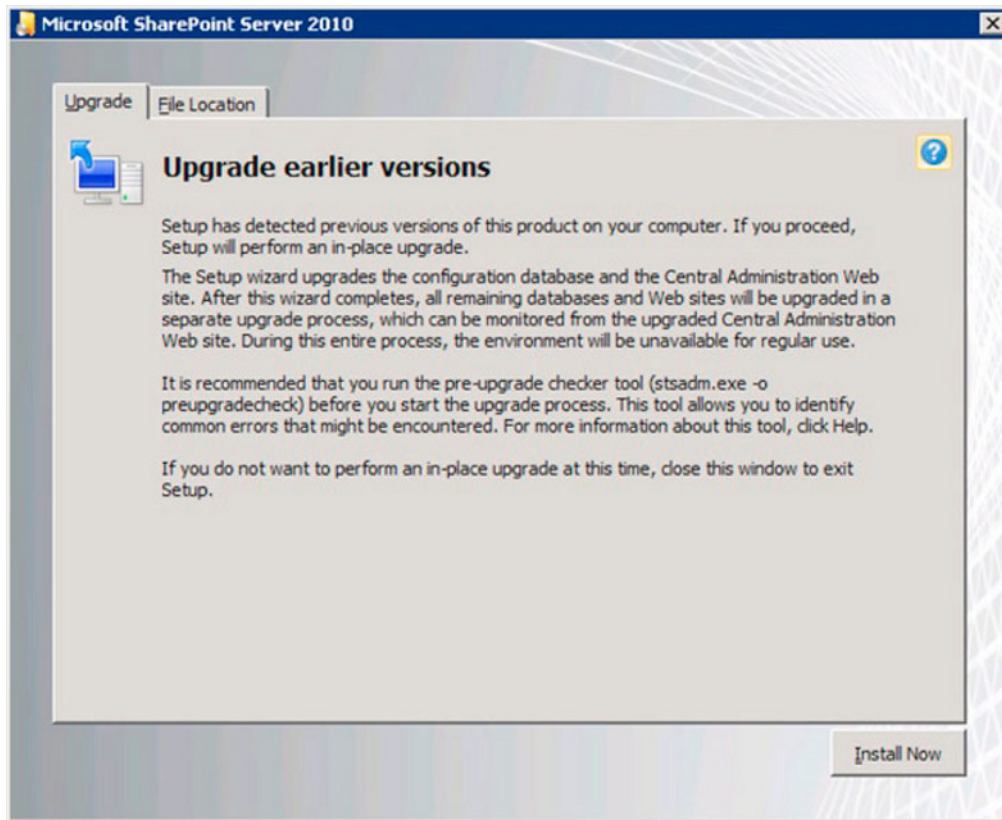 Microsoft SharePoint Server 2010
Upgrade
File Location
Upgrade earlier versions
Setup has detected previous versions of this product on your computer. If you proceed,
Setup will perform an in-place upgrade.
The Setup wizard upgrades the configuration database and the Central Administration Web
site. After this wizard completes, all remaining databases and Web sites will be upgraded in a
separate upgrade process, which can be monitored from the upgraded Central Administration
Web site. During this entire process, the environment will be unavailable for regular use.
It is recommended that you run the pre-upgrade checker tool (stsadm.exe -o
preupgradecheck) before you start the upgrade process. This tool allows you to identify
common errors that might be encountered. For more information about this tool, click Help.
If you do not want to perform an in-place upgrade at this time, close this window to exit
Setup.
Install Now